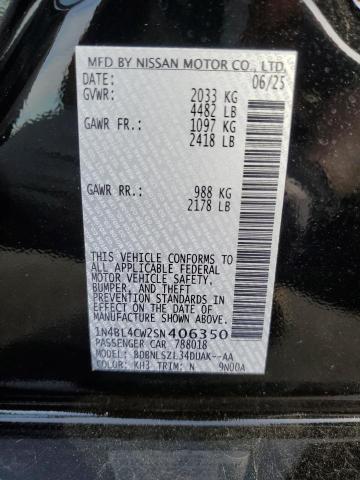 MFD BY NISSAN MOTOR CO., LTD.
DATE: 06/25
GVWR: 2033 KG
4482 LB
GAWR FR.: 1097 KG
2418 LB
GAWR RR.: 988 KG
2178 LB
THIS VEHICLE CONFORMS TO
ALL APPLICABLE FEDERAL
MOTOR VEHICLE SAFETY,
BUMPER, AND THEFT
PREVENTION STANDARDS IN
EFFECT ON THE DATE OF
MANUFACTURE SHOWN ABOVE.
1N4BL4CW2SN406350
PASSENGER CAR 788018
MODEL: BDBNLSZL34DUAK--AA
COLOR: KH3 TRIM: N 9N00A